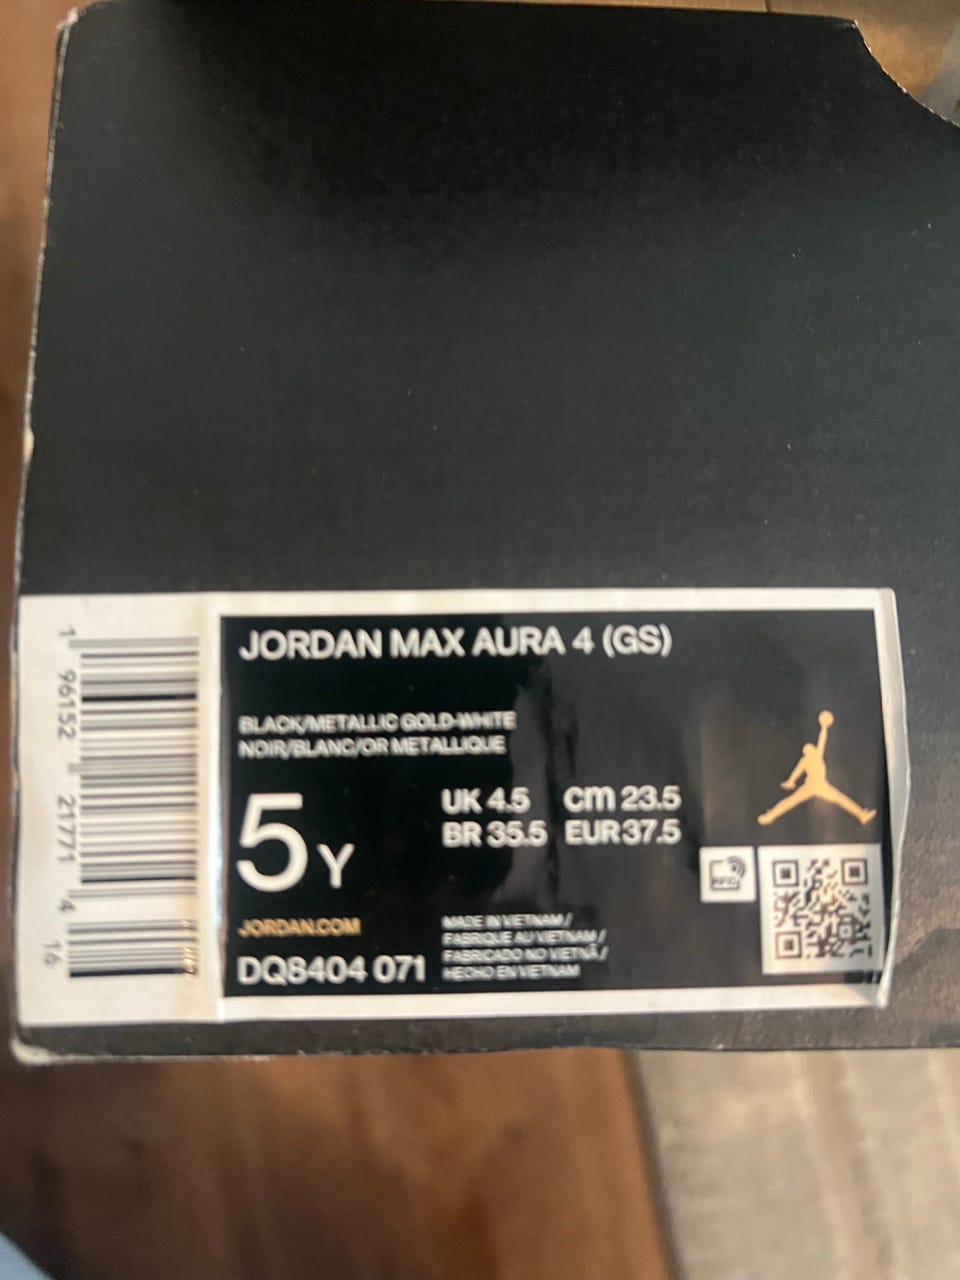 JORDAN MAX AURA 4 (GS)
BLACK/METALLIC GOLD-WHITE
NOIR/BLANC/OR METALLIQUE
5Y
UK 4.5 cm 23.5
BR 35.5 EUR 37.5
JORDAN.COM
DQ8404 071
MADE IN VIETNAM /
FABRIQUE AU VIETNAM /
FABRICADO NO VIETNÃ /
HECHO EN VIETNAM
RFID
1 96152 21771 4 16